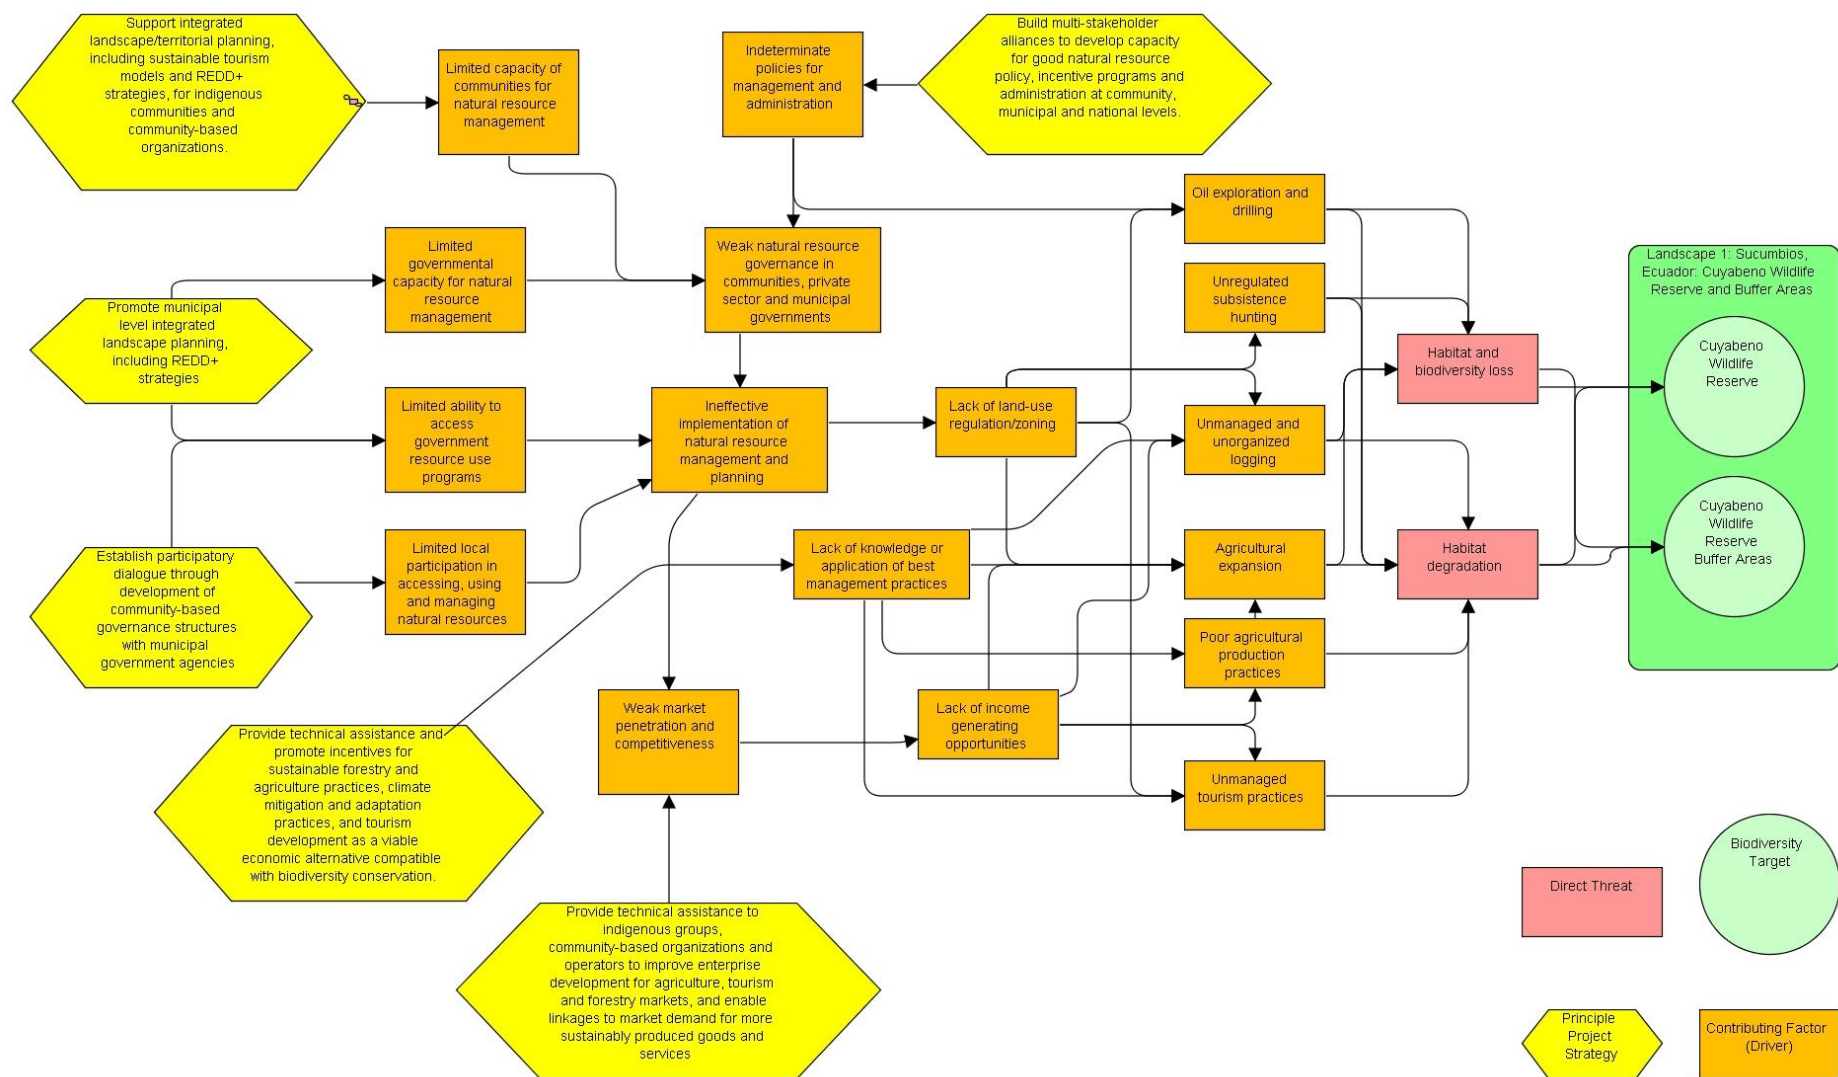 Support integrated
landscape/territorial planning,
including sustainable tourism
models and REDD+
strategies, for indigenous
communities and
community-based
organizations.
Limited capacity of
communities for
natural resource
management
Indeterminate
policies for
management and
administration
Build multi-stakeholder
alliances to develop capacity
for good natural resource
policy, incentive programs and
administration at community,
municipal and national levels.
Oil exploration and
drilling
Limited
governmental
capacity for natural
resource
management
Weak natural resource
governance in
communities, private
sector and municipal
governments
Unregulated
subsistence
hunting
Landscape 1: Sucumbios,
Ecuador: Cuyabeno Wildlife
Reserve and Buffer Areas
Promote municipal
level integrated
landscape planning,
including REDD+
strategies
Habitat and
biodiversity loss
Cuyabeno
Wildlife
Reserve
Limited ability to
access
government
resource use
programs
Ineffective
implementation of
natural resource
management and
planning
Lack of land-use
regulation/zoning
Unmanaged and
unorganized
logging
Cuyabeno
Wildlife
Reserve
Buffer Areas
Establish participatory
dialogue through
development of
community-based
governance structures
with municipal
government agencies
Limited local
participation in
accessing, using
and managing
natural resources
Lack of knowledge or
application of best
management practices
Agricultural
expansion
Habitat
degradation
Poor agricultural
production
practices
Weak market
penetration and
competitiveness
Lack of income
generating
opportunities
Unmanaged
tourism practices
Provide technical assistance and
promote incentives for
sustainable forestry and
agriculture practices, climate
mitigation and adaptation
practices, and tourism
development as a viable
economic alternative compatible
with biodiversity conservation.
Provide technical assistance to
indigenous groups,
community-based organizations and
operators to improve enterprise
development for agriculture, tourism
and forestry markets, and enable
linkages to market demand for more
sustainably produced goods and
services
Direct Threat
Biodiversity
Target
Principle
Project
Strategy
Contributing Factor
(Driver)